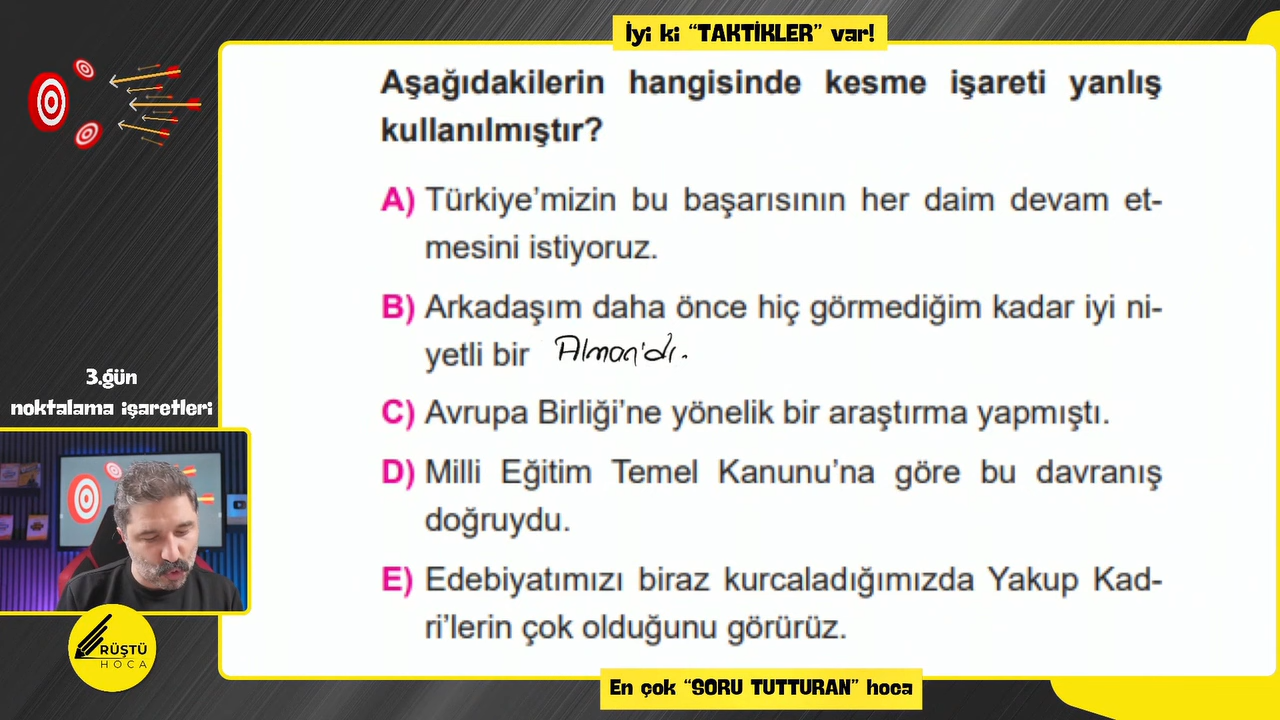 İyi ki “TAKTİKLER” var!
Aşağıdakilerin hangisinde kesme işareti yanlış
kullanılmıştır?
A) Türkiye’mizin bu başarısının her daim devam et-
mesini istiyoruz.
B) Arkadaşım daha önce hiç görmediğim kadar iyi ni-
yetli bir Alman'dı.
C) Avrupa Birliği’ne yönelik bir araştırma yapmıştı.
D) Milli Eğitim Temel Kanunu’na göre bu davranış
doğruydu.
E) Edebiyatımızı biraz kurcaladığımızda Yakup Kad-
ri’lerin çok olduğunu görürüz.
3.gün
noktalama işaretleri
RÜŞTÜ
HOCA
En çok “SORU TUTTURAN” hoca